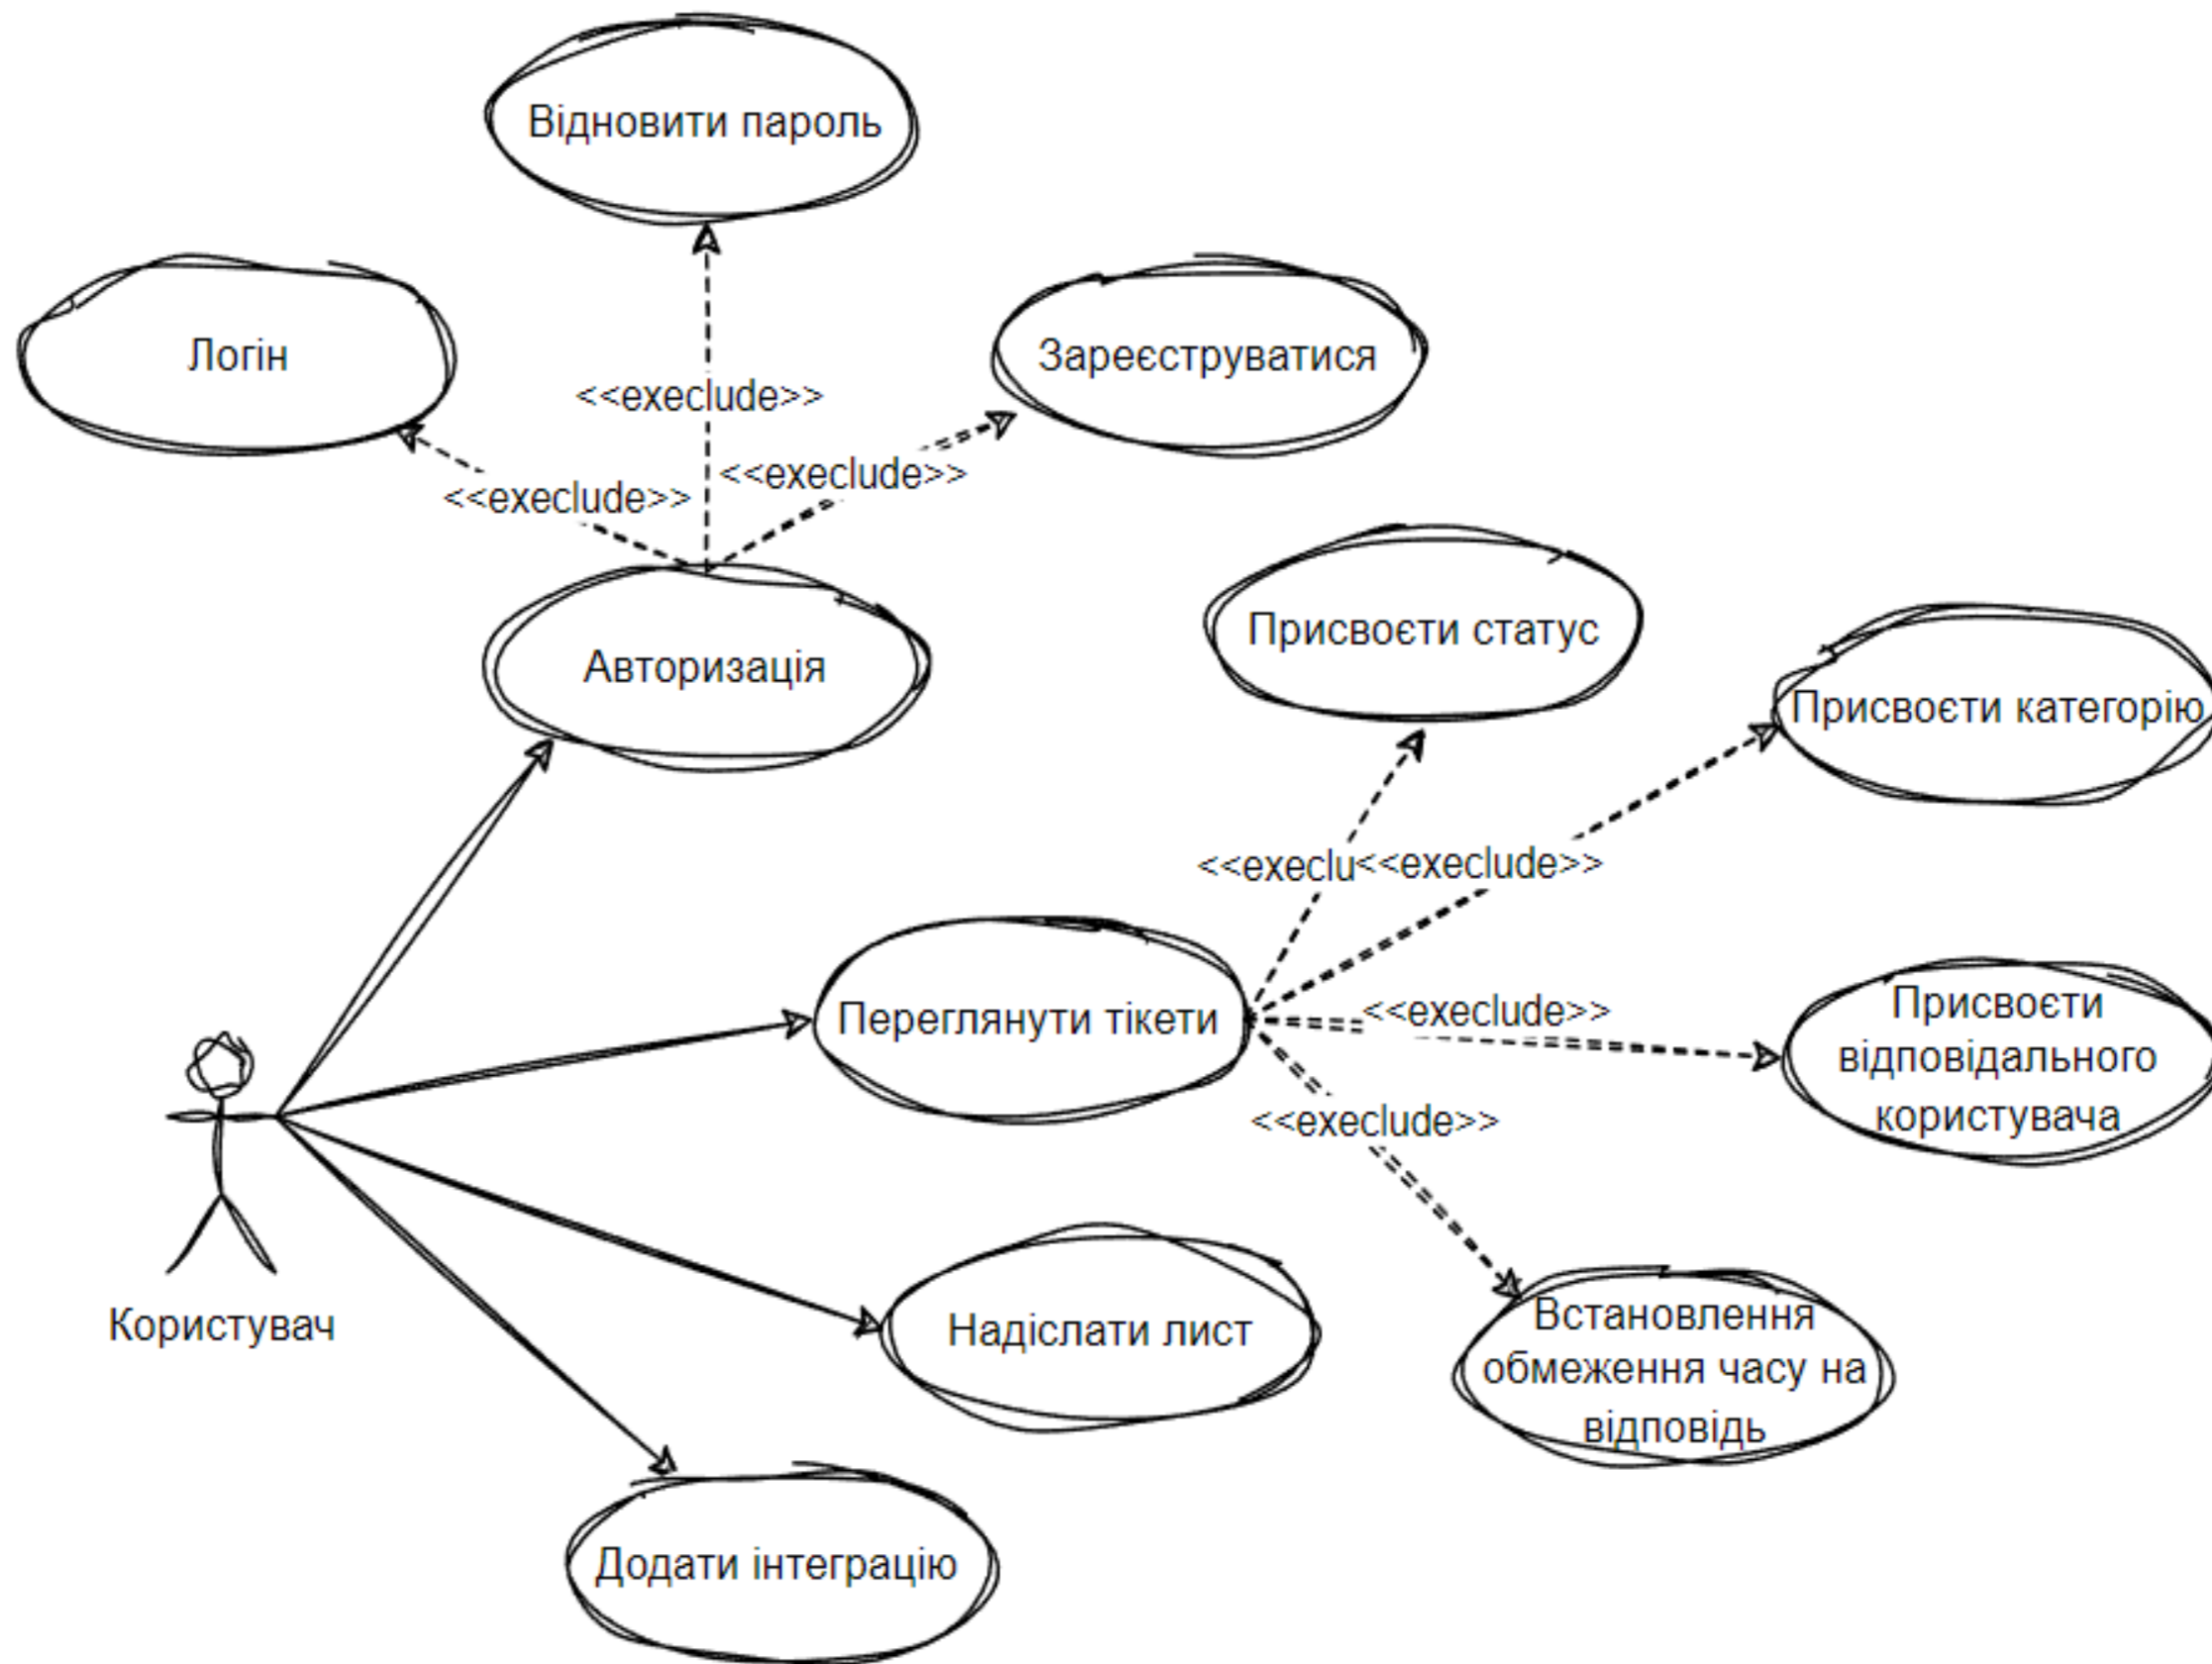 Відновити пароль
Логін
Зареєструватися
<<execlude>>
<<execlude>>
<<execlude>>
Авторизація
Присвоєти статус
Присвоєти категорію
<<execlu<<execlude>>
Переглянути тікети
<<execlude>>
Присвоєти
відповідального
користувача
<<execlude>>
Користувач
Надіслати лист
Встановлення
обмеження часу на
відповідь
Додати інтеграцію